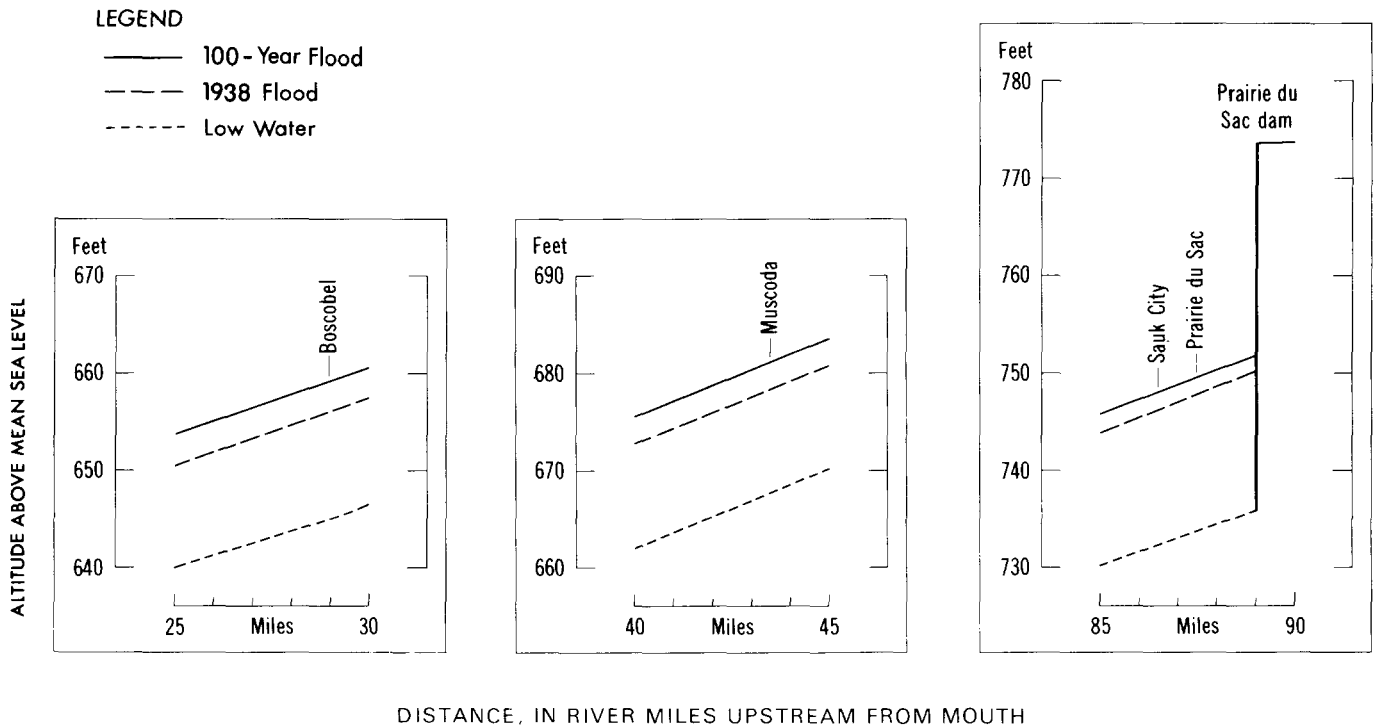 LEGEND
100-Year Flood
1938 Flood
Low Water
ALTITUDE ABOVE MEAN SEA LEVEL
Feet
670
660
650
640
Boscobel
25 Miles 30
Feet
690
680
670
660
Muscoda
40 Miles 45
Feet
780
770
760
750
740
730
Prairie du
Sac dam
Sauk City
Prairie du Sac
85 Miles 90
DISTANCE, IN RIVER MILES UPSTREAM FROM MOUTH